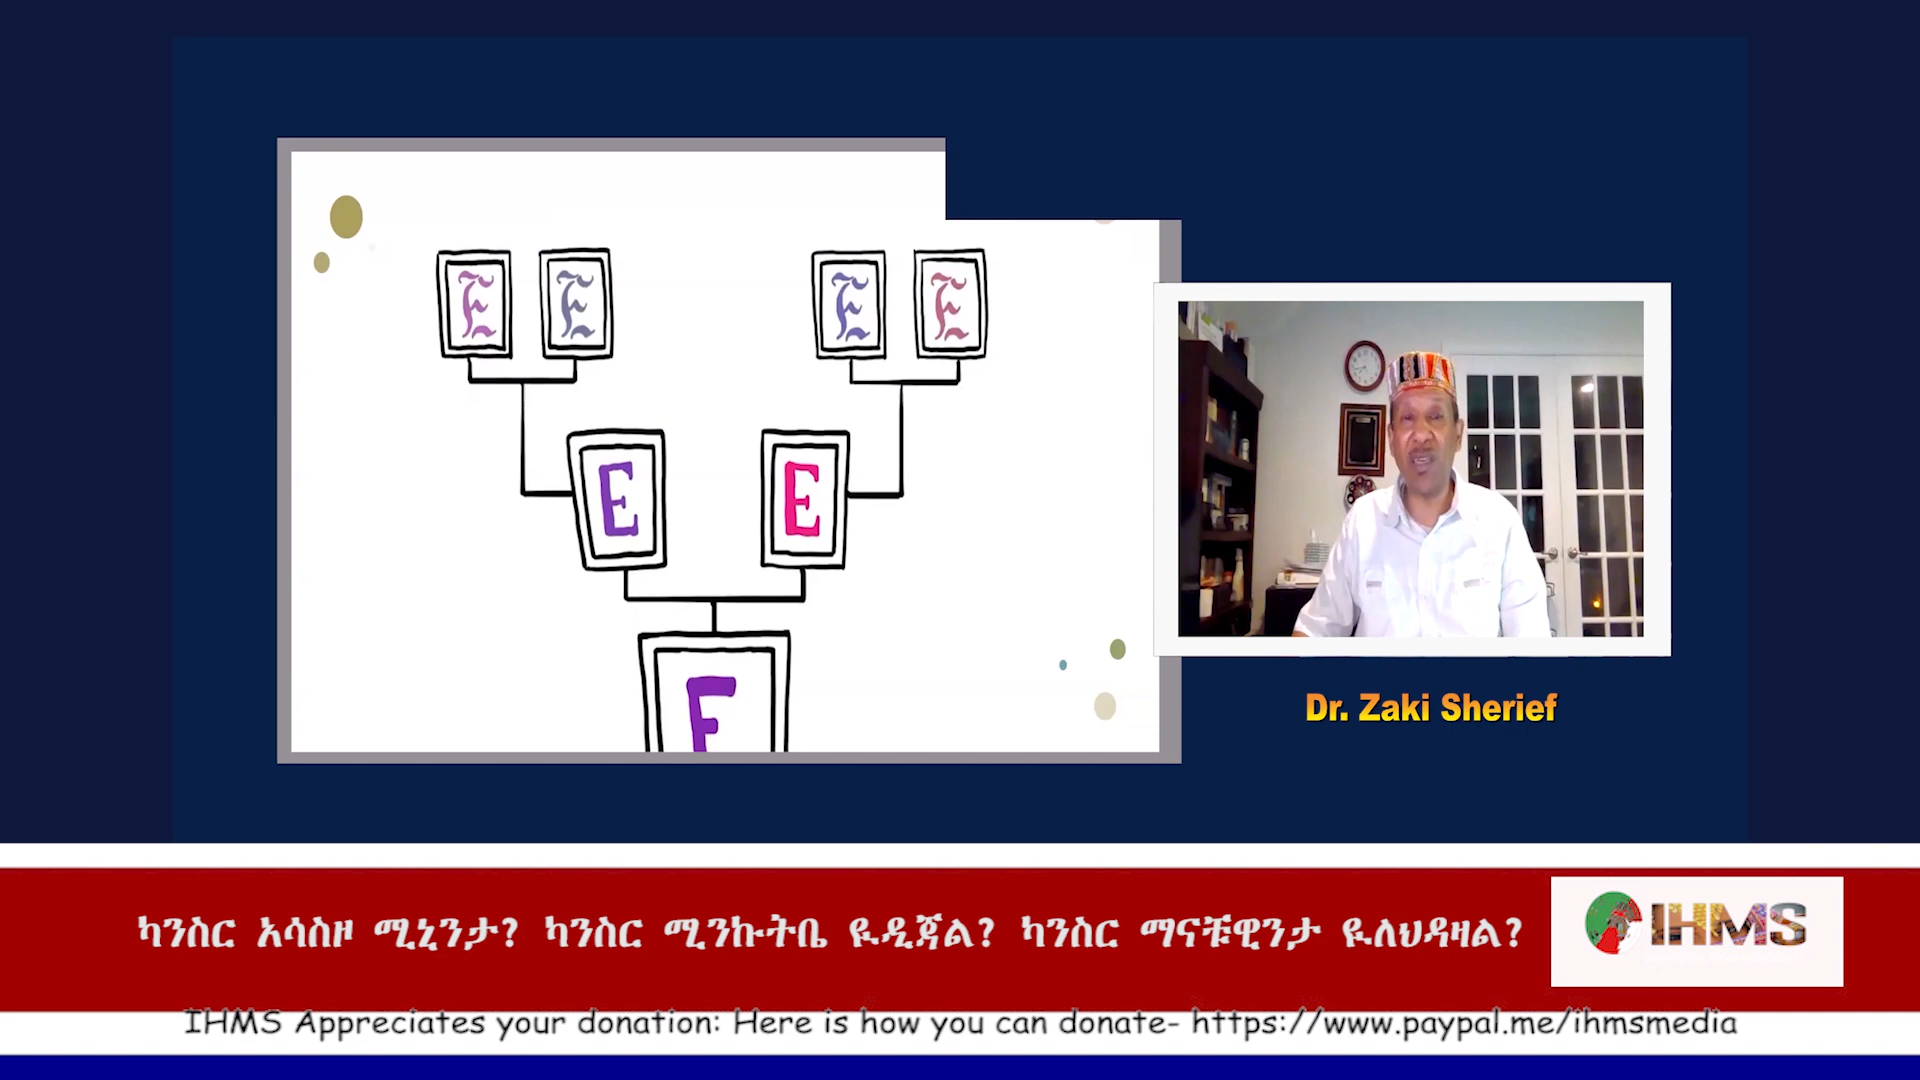 E E E E
E E
E
Dr. Zaki Sherief
ካንስር አሳስዞ ሚኒንታ? ካንስር ሚንኩትቤ ዪዲጃል? ካንስር ማናቹዊንታ ዪለህዳዛል?
IHMS
IHMS Appreciates your donation: Here is how you can donate- https://www.paypal.me/ihmsmedia